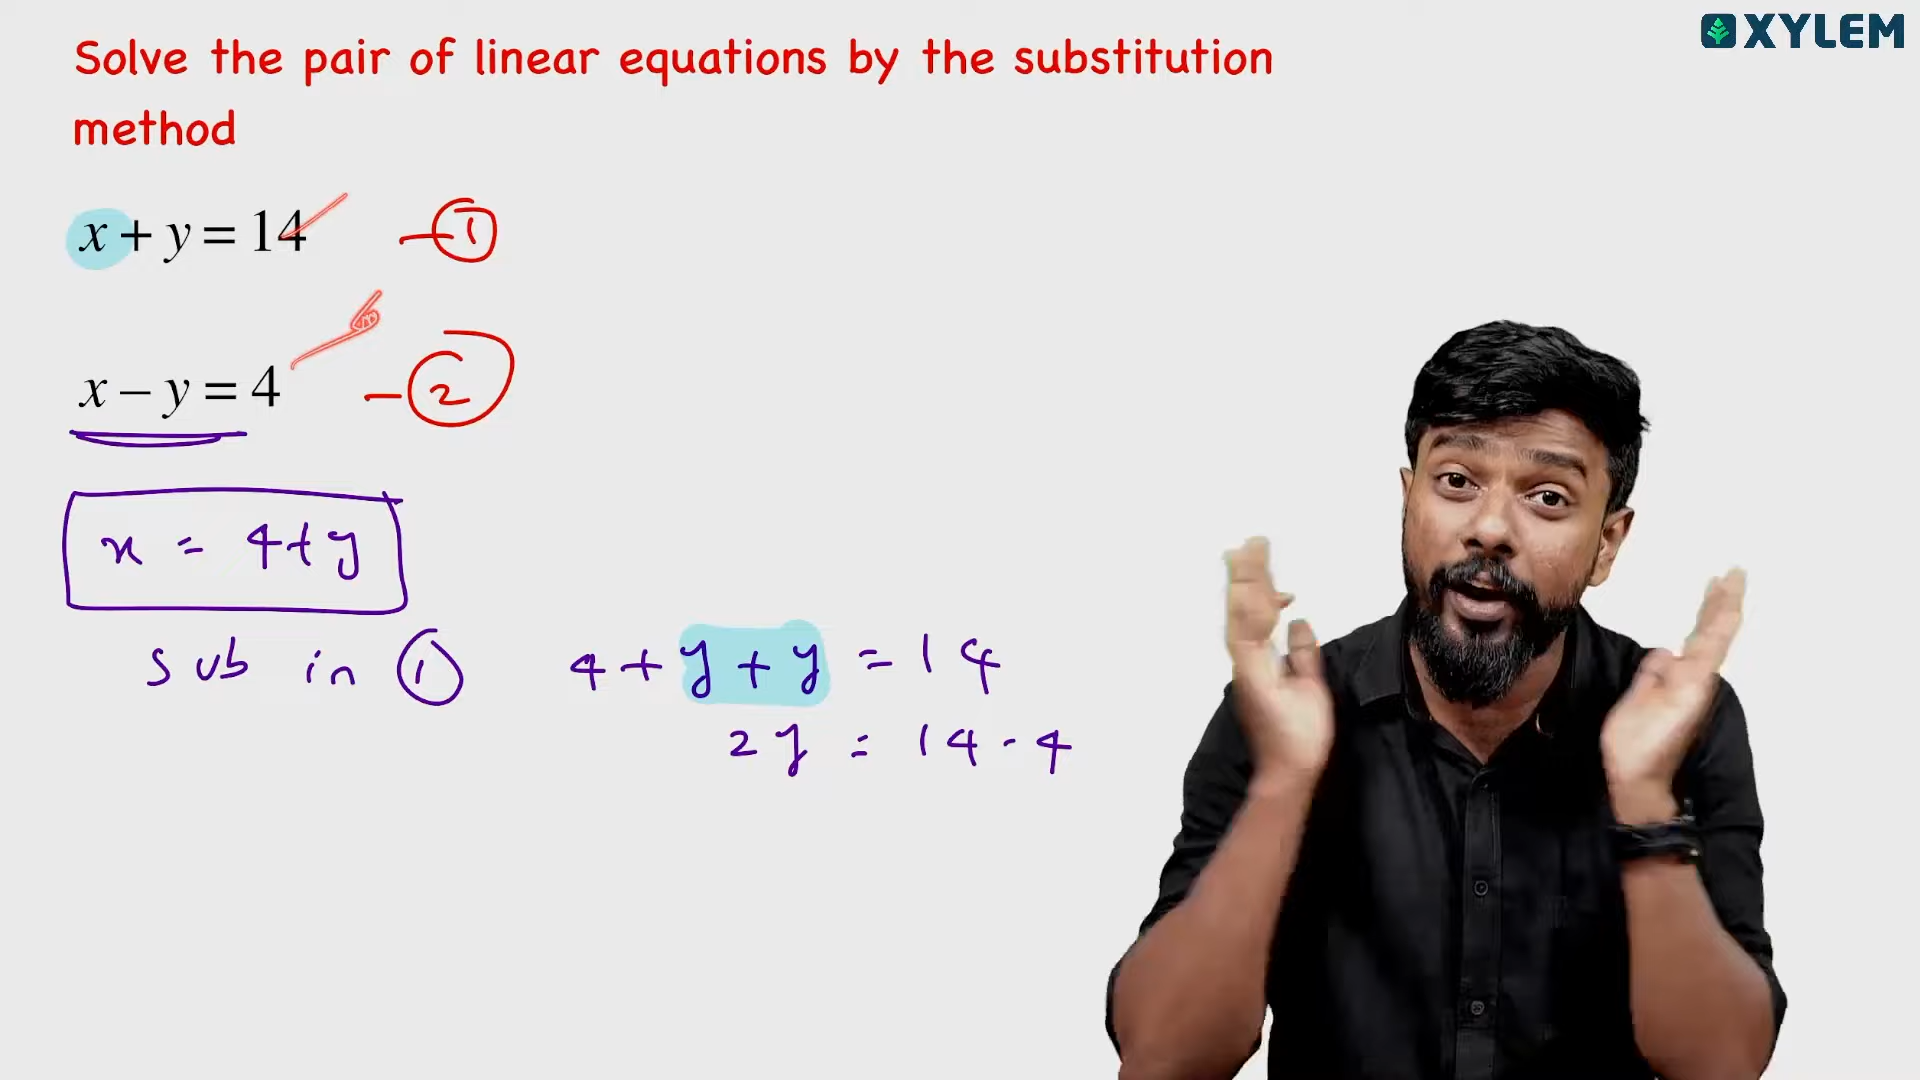 XYLEM
Solve the pair of linear equations by the substitution
method
x + y = 14 - 1
x - y = 4 - 2
x = 4+y
sub in 1 4 + y + y = 14
2y = 14 - 4